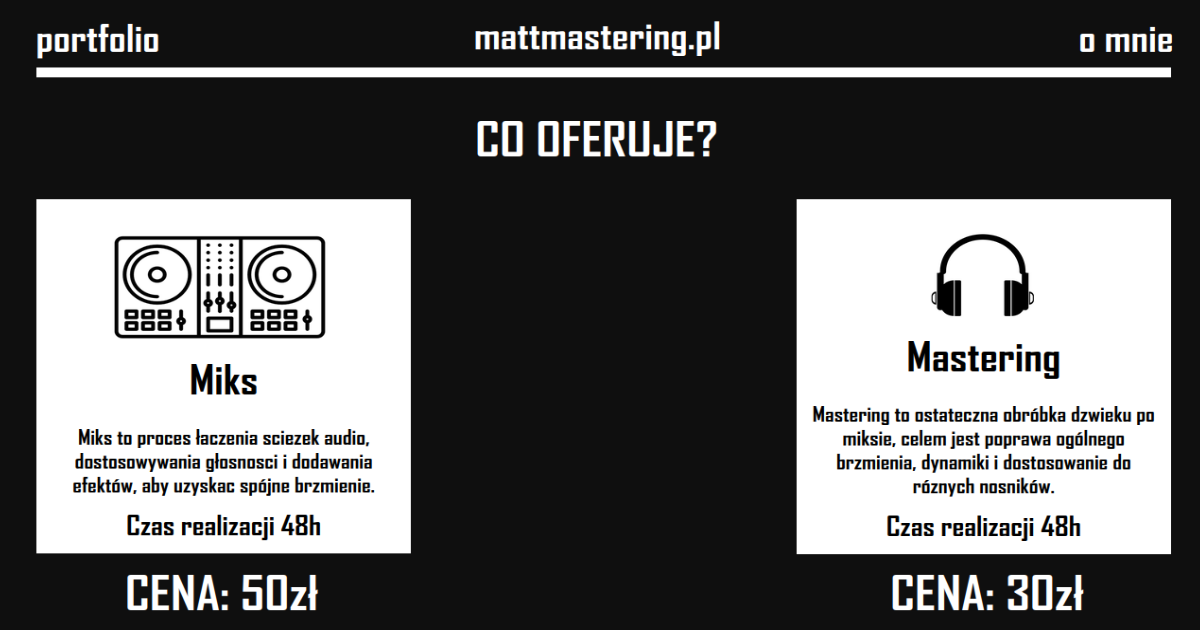 portfolio
mattmastering.pl
o mnie
CO OFERUJE?
Miks
Miks to proces łaczenia sciezek audio,
dostosowywania głosnosci i dodawania
efektów, aby uzyskac spójne brzmienie.
Czas realizacji 48h
CENA: 50zł
Mastering
Mastering to ostateczna obróbka dzwieku po
miksie, celem jest poprawa ogólnego
brzmienia, dynamiki i dostosowanie do
róznych nosników.
Czas realizacji 48h
CENA: 30zł